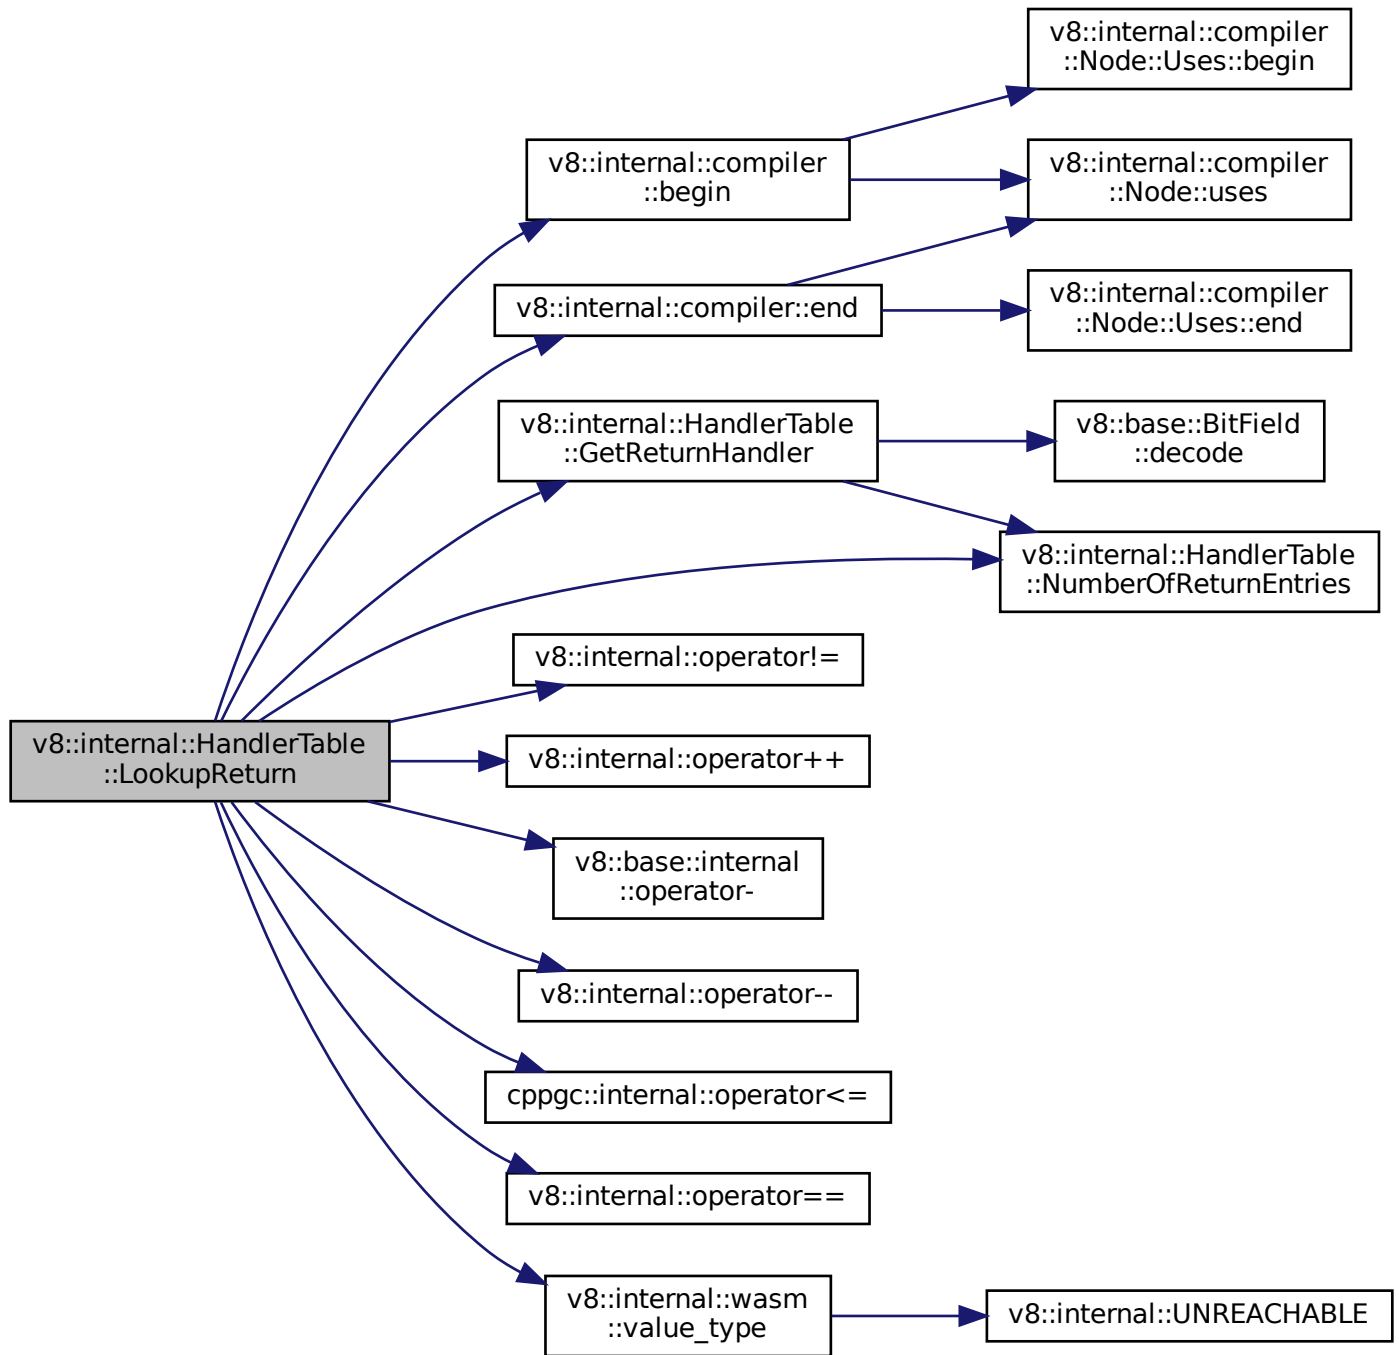 v8::internal::compiler
::Node::Uses::begin
v8::internal::compiler
::begin
v8::internal::compiler
::Node::uses
v8::internal::compiler::end
v8::internal::compiler
::Node::Uses::end
v8::internal::HandlerTable
::GetReturnHandler
v8::base::BitField
::decode
v8::internal::HandlerTable
::NumberOfReturnEntries
v8::internal::operator!=
v8::internal::HandlerTable
::LookupReturn
v8::internal::operator++
v8::base::internal
::operator-
v8::internal::operator--
cppgc::internal::operator<=
v8::internal::operator==
v8::internal::wasm
::value_type
v8::internal::UNREACHABLE